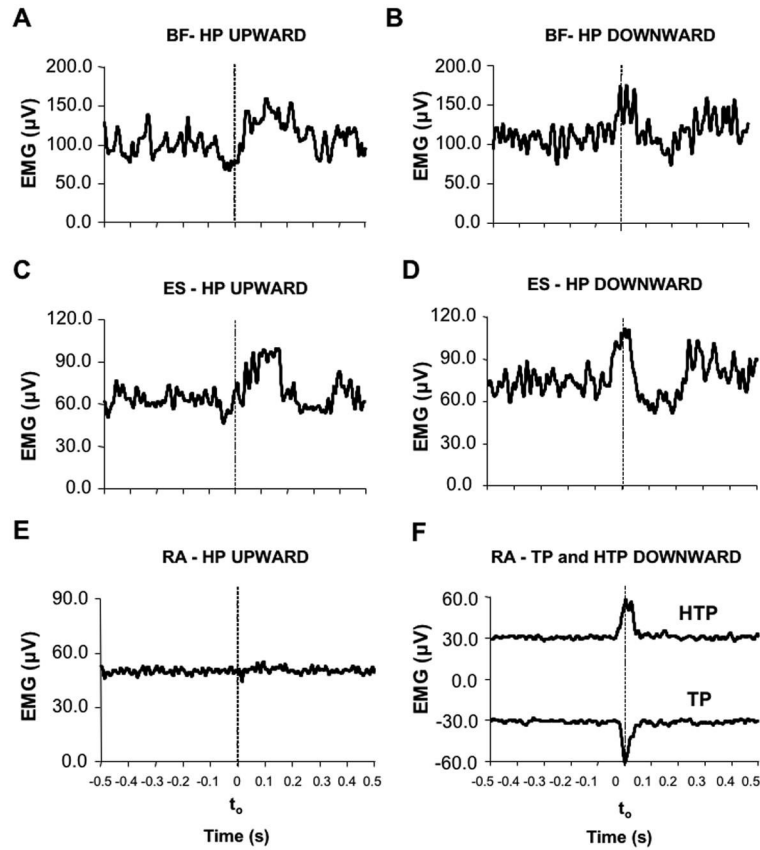 A
BF- HP UPWARD
EMG (µV)
200.0
150.0
100.0
50.0
0.0
B
BF- HP DOWNWARD
EMG (µV)
200.0
150.0
100.0
50.0
0.0
C
ES - HP UPWARD
EMG (µV)
120.0
90.0
60.0
30.0
0.0
D
ES - HP DOWNWARD
EMG (µV)
120.0
90.0
60.0
30.0
0.0
E
RA - HP UPWARD
EMG (µV)
90.0
60.0
30.0
0.0
-0.5 -0.4 -0.3 -0.2 -0.1 0 0.1 0.2 0.3 0.4 0.5
to
Time (s)
F
RA - TP and HTP DOWNWARD
EMG (µV)
60.0
30.0
0.0
-30.0
-60.0
HTP
TP
-0.5 -0.4 -0.3 -0.2 -0.1 0 0.1 0.2 0.3 0.4 0.5
to
Time (s)